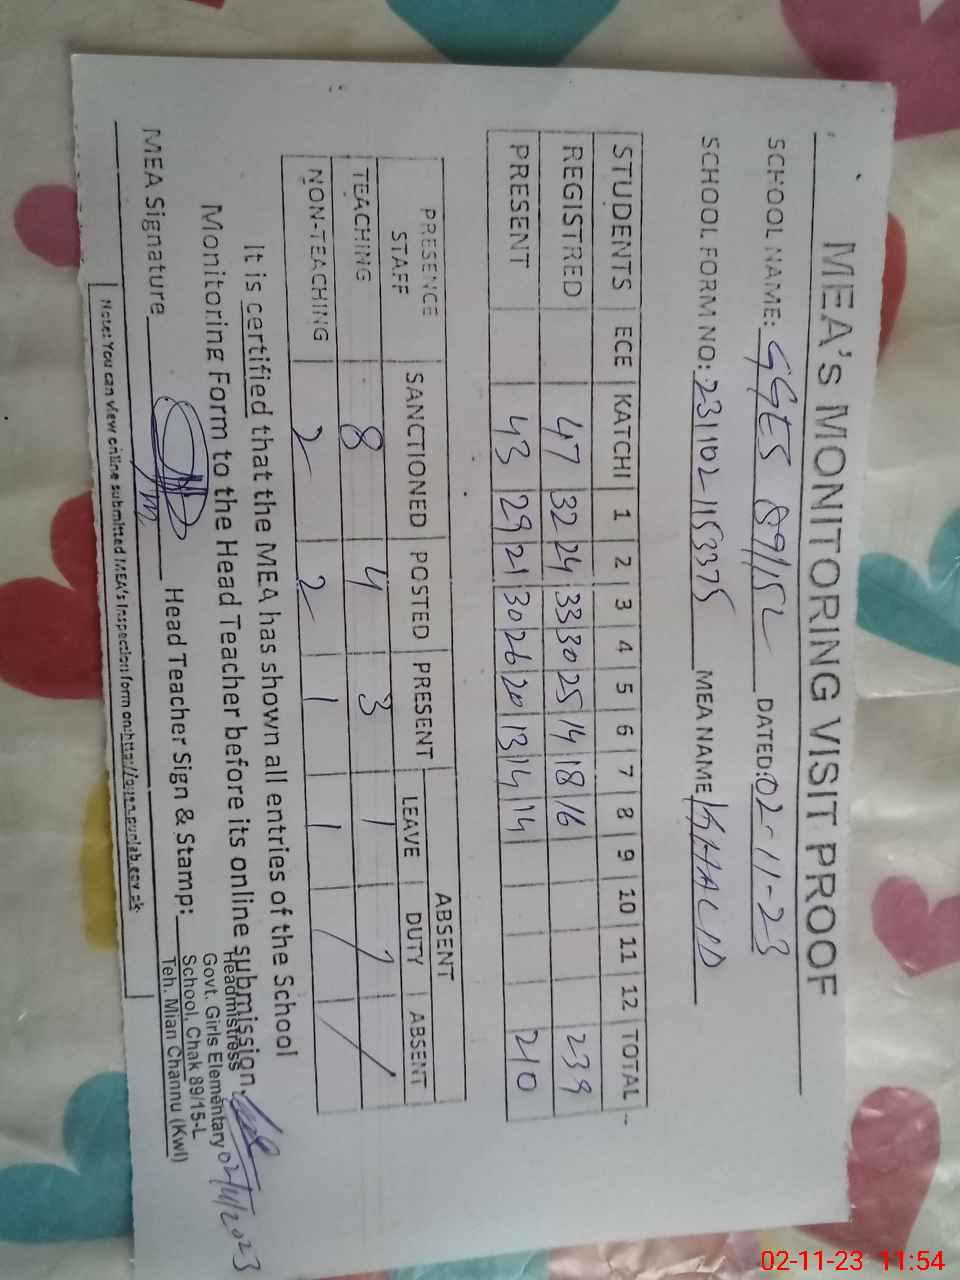 MEA'S MONITORING VISIT PROOF
SCHOOL NAME: GGES 89/15L DATED: 02-11-23
SCHOOL FORM NO: 2311021153375 MEA NAME KHALID
STUDENTS ECE KATCHI 1 2 3 4 5 6 7 8 9 10 11 12 TOTAL
REGISTRED 47 32 24 33 30 25 14 18 16 239
PRESENT 43 29 21 30 26 20 13 14 14 210
PRESENCE STAFF SANCTIONED POSTED PRESENT ABSENT
LEAVE DUTY ABSENT
TEACHING 8 4 3 1 / /
NON-TEACHING 2 2 1 1 /
It is certified that the MEA has shown all entries of the School
Monitoring Form to the Head Teacher before its online submission.
MEA Signature Head Teacher Sign & Stamp:
Headmistress
Govt. Girls Elementary 02/11/2023
School, Chak 89/15-L
Teh. Mian Channu (Kwl)
Note: You can view online submitted MEA's Inspection form on:http://open.punjab.gov.pk
02-11-23 11:54